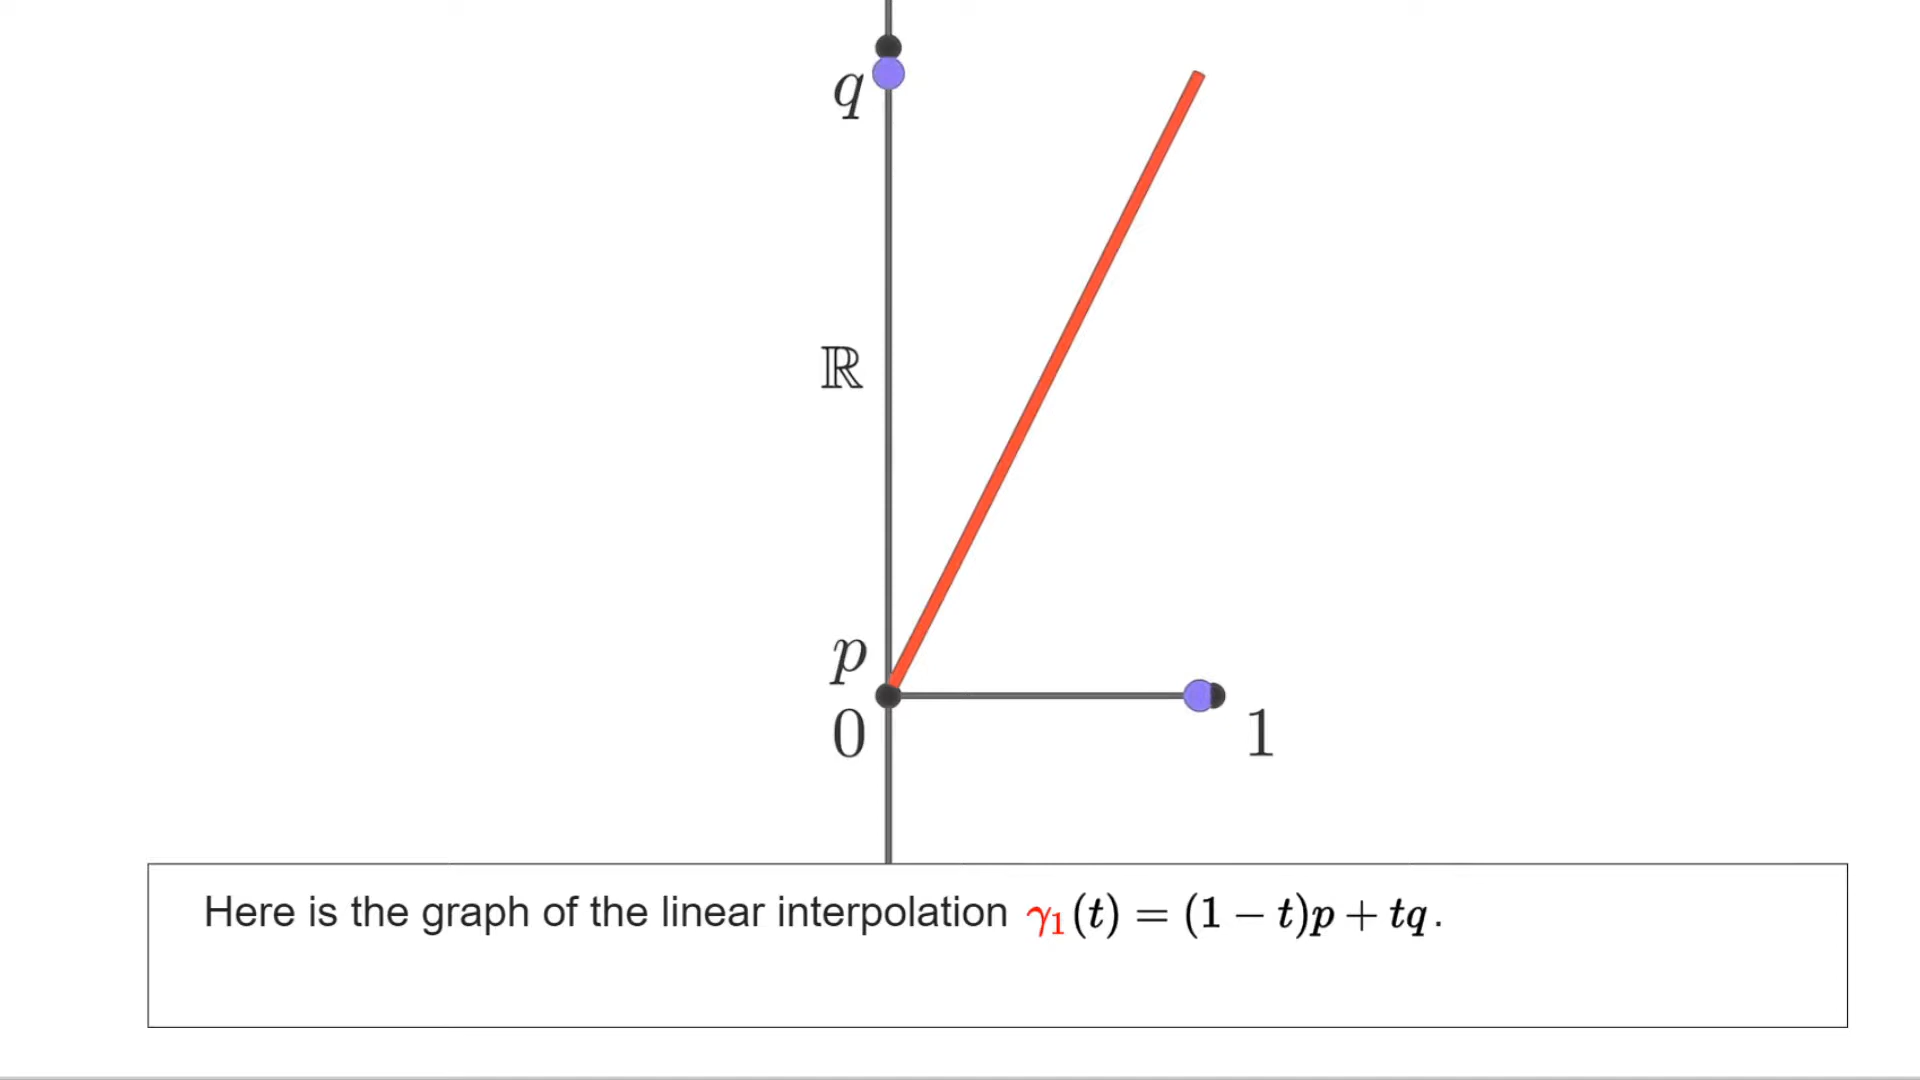 q
ℝ
p
0
1
Here is the graph of the linear interpolation γ₁(t) = (1 − t)p + tq.